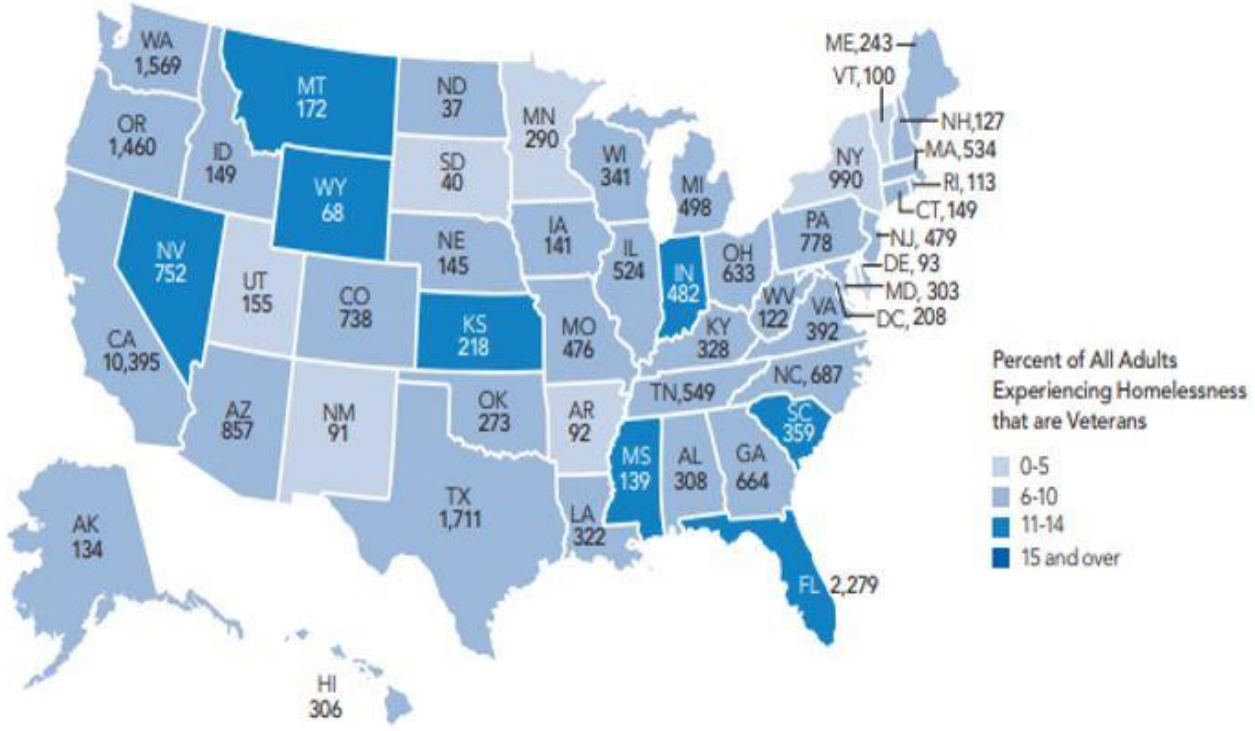 WA
1,569
OR
1,460
ID
149
MT
172
WY
68
NV
752
UT
155
CA
10,395
AZ
857
CO
738
NM
91
ND
37
SD
40
NE
145
KS
218
OK
273
TX
1,711
MN
290
IA
141
MO
476
AR
92
LA
322
WI
341
IL
524
MI
498
IN
482
OH
633
KY
328
TN,549
MS
139
AL
308
GA
664
FL 2,279
SC
359
NC, 687
VA
392
WV
122
PA
778
NY
990
ME,243
VT,100
NH,127
MA,534
RI, 113
CT, 149
NJ, 479
DE, 93
MD, 303
DC, 208
AK
134
HI
306
Percent of All Adults
Experiencing Homelessness
that are Veterans
0-5
6-10
11-14
15 and over